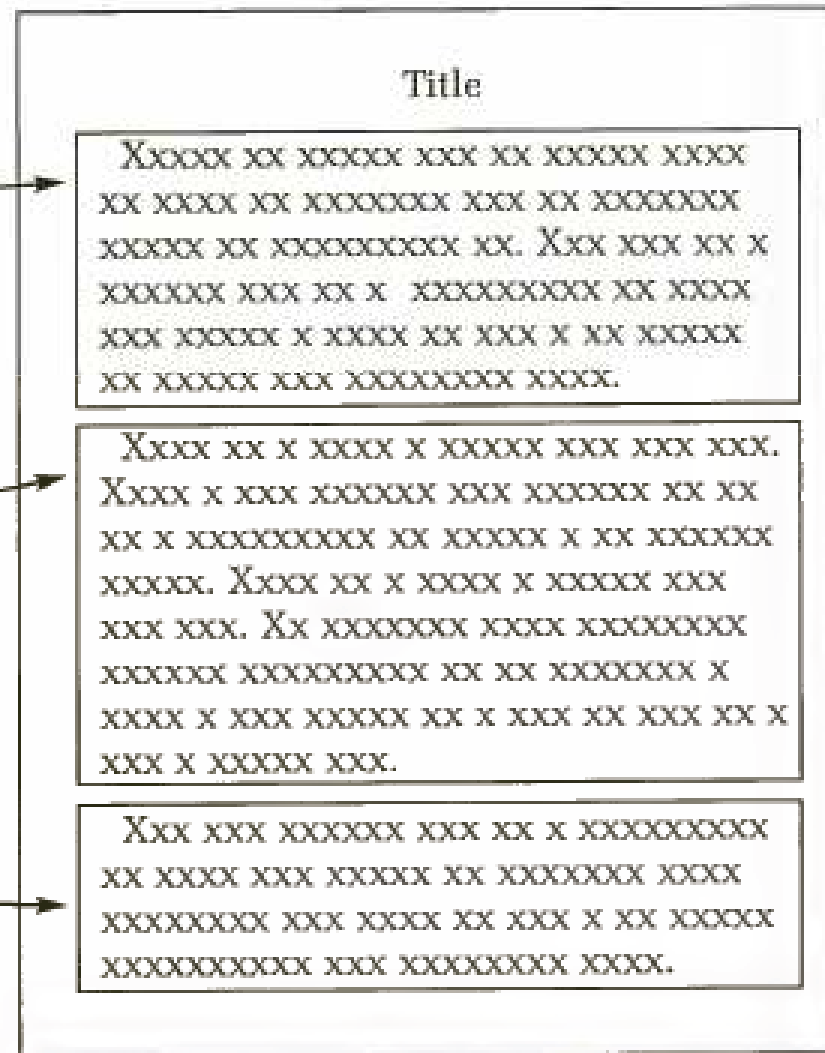 Title
Xxxxx xx xxxxx xxx xx xxxxx xxxx
xx xxxx xx xxxxxxx xxx xx xxxxxxx
xxxxx xx xxxxxxxxx xx. Xxx xxx xx x
xxxxxx xxx xx x xxxxxxxxx xx xxxx
xxx xxxxx x xxxx xx xxx x xx xxxxx
xx xxxxx xxx xxxxxxxx xxxx.
Xxxx xx x xxxx x xxxxx xxx xxx xxx.
Xxxx x xxx xxxxxx xxx xxxxxx xx xx
xx x xxxxxxxxx xx xxxxx x xx xxxxxx
xxxxx. Xxxx xx x xxxx x xxxxx xxx
xxx xxx. Xx xxxxxxx xxxx xxxxxxxx
xxxxxx xxxxxxxxx xx xx xxxxxxx x
xxxx x xxx xxxxx xx x xxx xx xxx xx x
xxx x xxxxx xxx.
Xxx xxx xxxxxx xxx xx x xxxxxxxxx
xx xxxx xxx xxxxx xx xxxxxxx xxxx
xxxxxxxx xxx xxxx xx xxx x xx xxxxx
xxxxxxxxxx xxx xxxxxxxx xxxx.